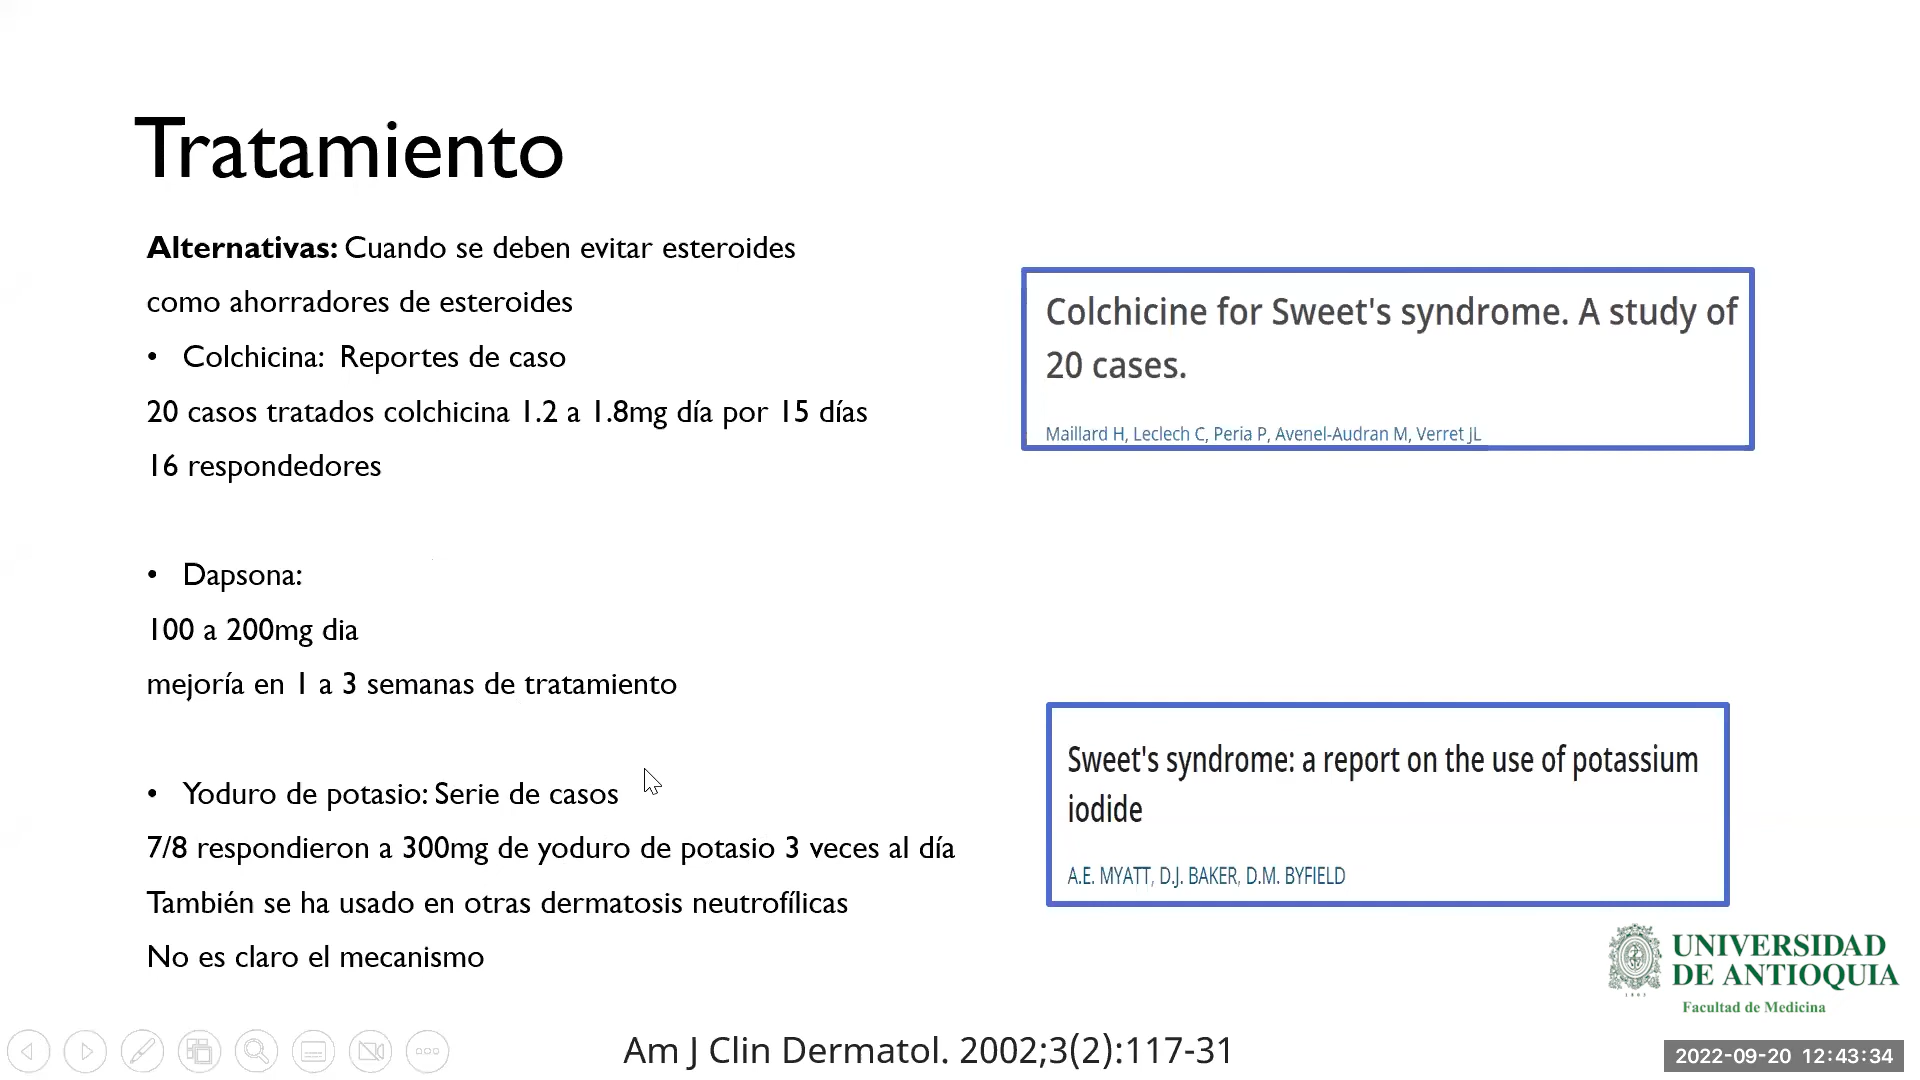 Tratamiento
Alternativas: Cuando se deben evitar esteroides
como ahorradores de esteroides
• Colchicina: Reportes de caso
20 casos tratados colchicina 1.2 a 1.8mg día por 15 días
16 respondedores
• Dapsona:
100 a 200mg dia
mejoría en 1 a 3 semanas de tratamiento
• Yoduro de potasio: Serie de casos
7/8 respondieron a 300mg de yoduro de potasio 3 veces al día
También se ha usado en otras dermatosis neutrofílicas
No es claro el mecanismo
Colchicine for Sweet's syndrome. A study of
20 cases.
Maillard H, Leclech C, Peria P, Avenel-Audran M, Verret JL
Sweet's syndrome: a report on the use of potassium
iodide
A.E. MYATT, D.J. BAKER, D.M. BYFIELD
UNIVERSIDAD
DE ANTIOQUIA
1803
Facultad de Medicina
Am J Clin Dermatol. 2002;3(2):117-31
2022-09-20 12:43:34